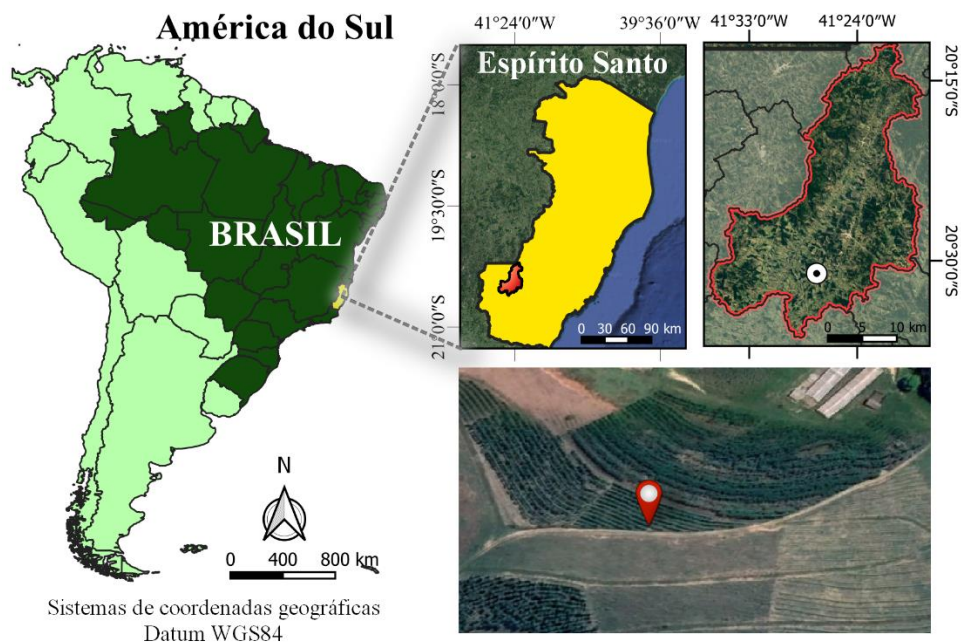 América do Sul
BRASIL
N
0 400 800 km
Sistemas de coordenadas geográficas
Datum WGS84
41°24'0"W 39°36'0"W
18°0'0"S
19°30'0"S
21°0'0"S
Espírito Santo
0 30 60 90 km
41°33'0"W 41°24'0"W
20°15'0"S
20°30'0"S
0 5 10 km